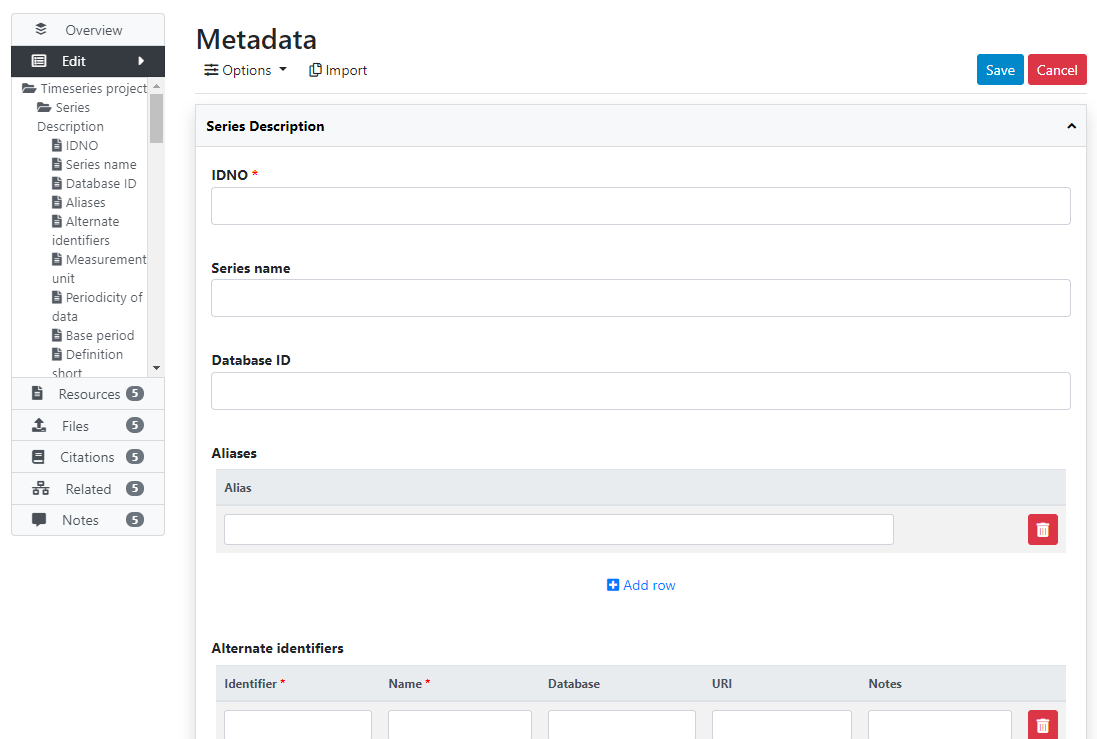 Overview
Edit
Timeseries project
Series
Description
IDNO
Series name
Database ID
Aliases
Alternate
identifiers
Measurement
unit
Periodicity of
data
Base period
Definition
short
Resources 5
Files 5
Citations 5
Related 5
Notes 5
Metadata
Options Import
Save Cancel
Series Description
IDNO *
Series name
Database ID
Aliases
Alias
Add row
Alternate identifiers
Identifier * Name * Database URI Notes